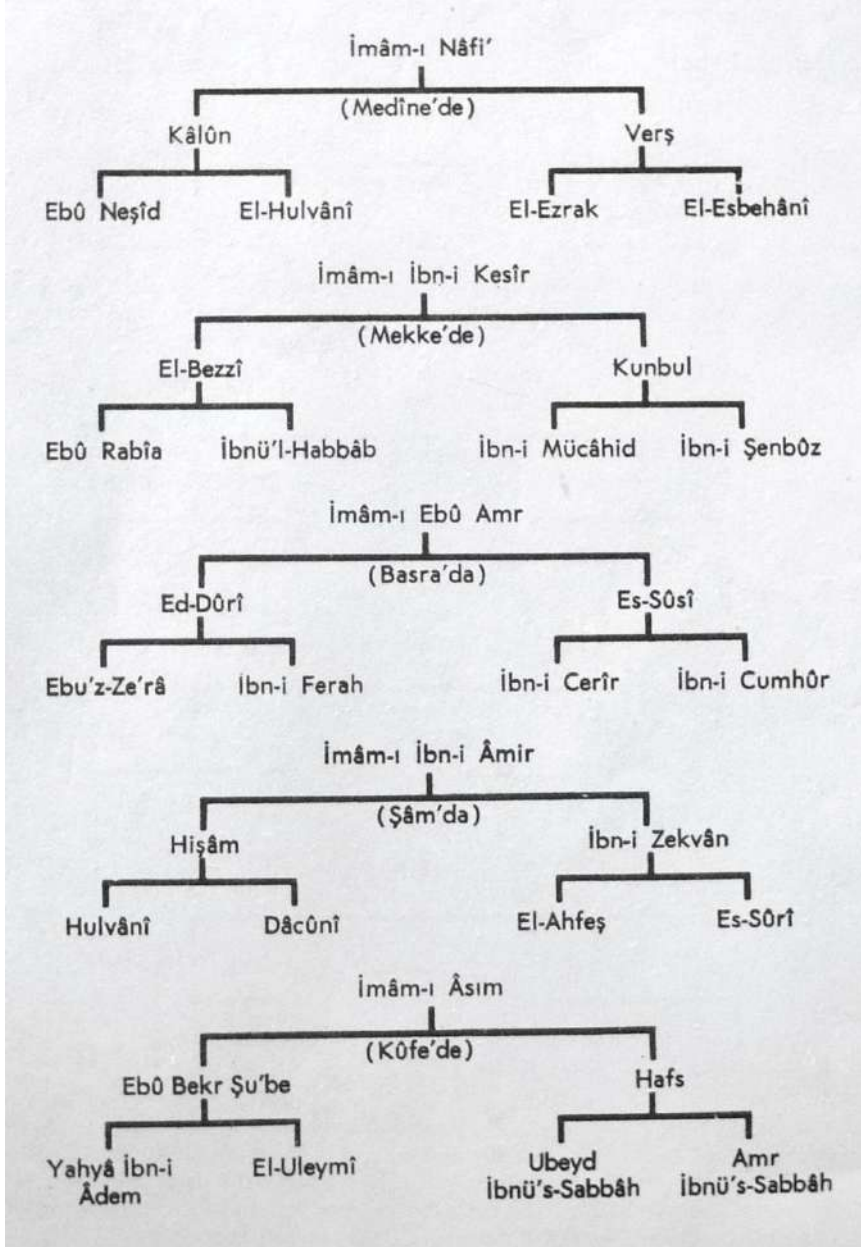 İmâm-ı Nâfi'
(Medîne'de)
Kâlûn Verş
Ebû Neşîd El-Hulvânî El-Ezrak El-Esbehânî
İmâm-ı İbn-i Kesîr
(Mekke'de)
El-Bezzî Kunbul
Ebû Rabîa İbnü'l-Habbâb İbn-i Mücâhid İbn-i Şenbûz
İmâm-ı Ebû Amr
(Basra'da)
Ed-Dûrî Es-Sûsî
Ebu'z-Ze'râ İbn-i Ferah İbn-i Cerîr İbn-i Cumhûr
İmâm-ı İbn-i Âmir
(Şâm'da)
Hişâm İbn-i Zekvân
Hulvânî Dâcûnî El-Ahfeş Es-Sûrî
İmâm-ı Âsım
(Kûfe'de)
Ebû Bekr Şu'be Hafs
Yahyâ İbn-i El-Uleymî Ubeyd Amr
Âdem İbnü's-Sabbâh İbnü's-Sabbâh